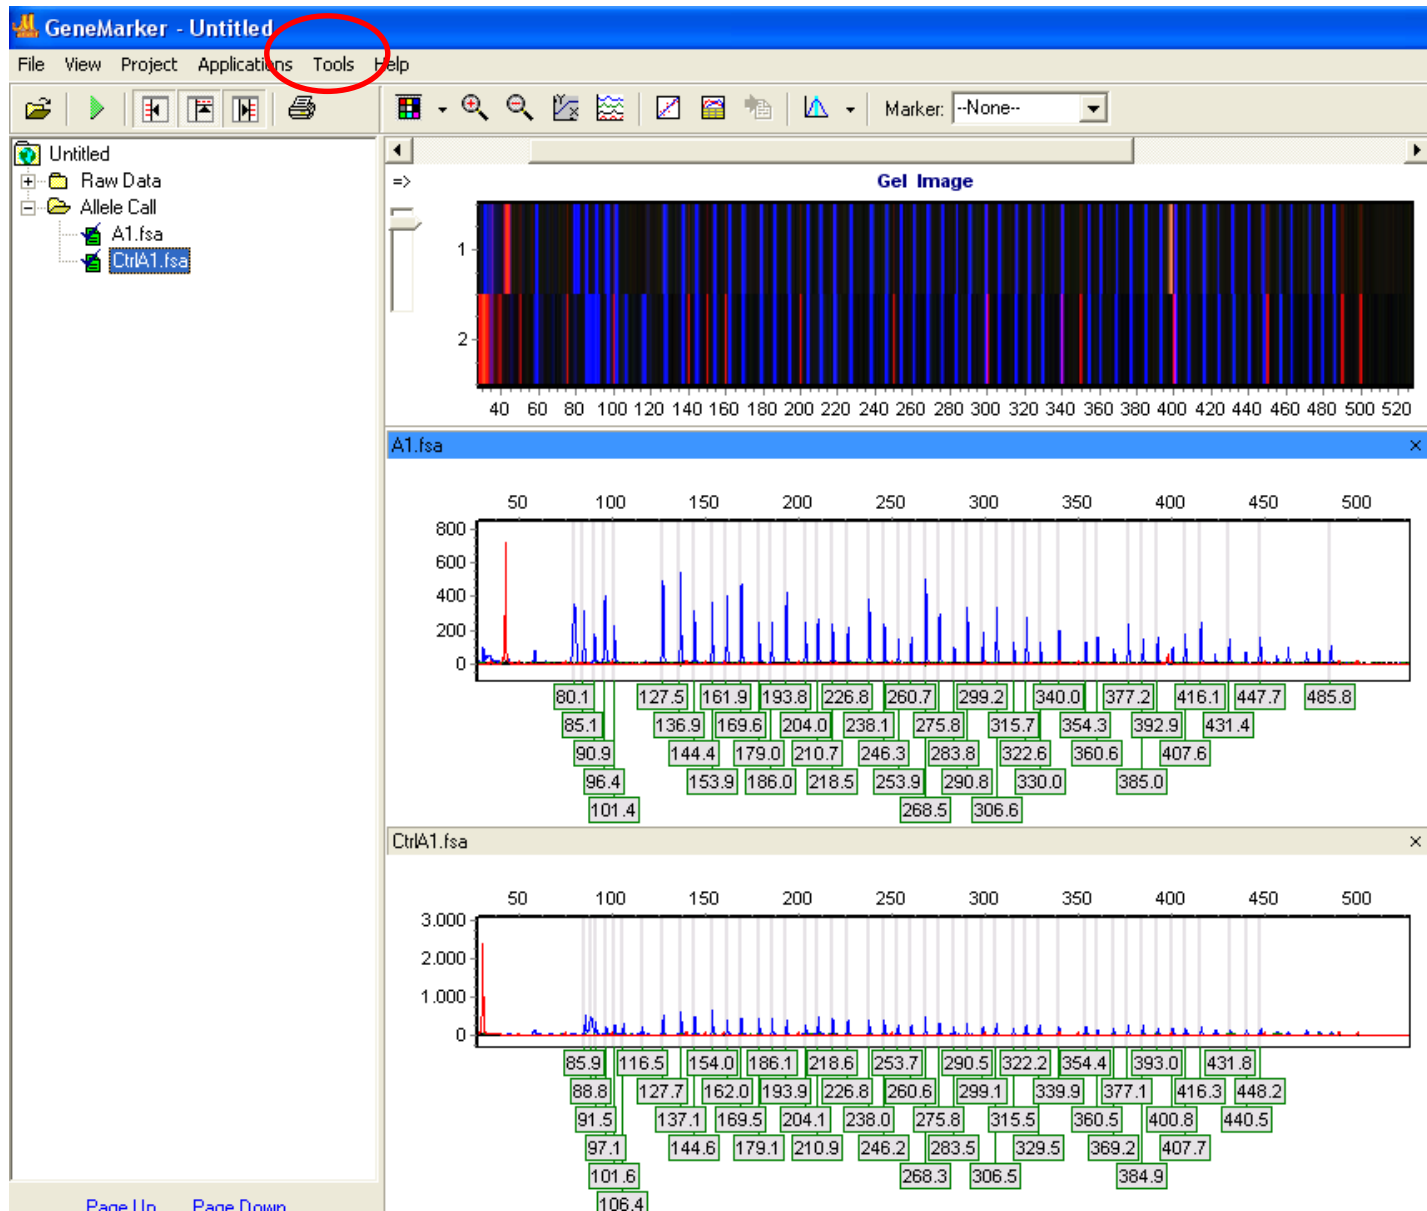 GeneMarker - Untitled
File View Project Applications Tools Help
Marker: --None--
Untitled
Raw Data
Allele Call
A1.fsa
CtrlA1.fsa
Page Up Page Down
=>
Gel Image
1
2
40 60 80 100 120 140 160 180 200 220 240 260 280 300 320 340 360 380 400 420 440 460 480 500 520
A1.fsa
50 100 150 200 250 300 350 400 450 500
800
600
400
200
0
80.1 127.5 161.9 193.8 226.8 260.7 299.2 340.0 377.2 416.1 447.7 485.8
85.1 136.9 169.6 204.0 238.1 275.8 315.7 354.3 392.9 431.4
90.9 144.4 179.0 210.7 246.3 283.8 322.6 360.6 407.6
96.4 153.9 186.0 218.5 253.9 290.8 330.0 385.0
101.4 268.5 306.6
CtrlA1.fsa
50 100 150 200 250 300 350 400 450 500
3.000
2.000
1.000
0
85.9 116.5 154.0 186.1 218.6 253.7 290.5 322.2 354.4 393.0 431.8
88.8 127.7 162.0 193.9 226.8 260.6 299.1 339.9 377.1 416.3 448.2
91.5 137.1 169.5 204.1 238.0 275.8 315.5 360.5 400.8 440.5
97.1 144.6 179.1 210.9 246.2 283.5 329.5 369.2 407.7
101.6 268.3 306.5 384.9
106.4